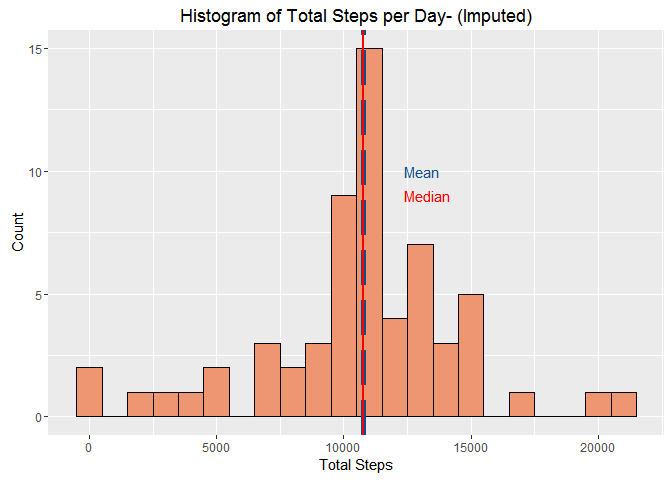 Histogram of Total Steps per Day- (Imputed)
15
10
5
0
Count
Mean
Median
0 5000 10000 15000 20000
Total Steps